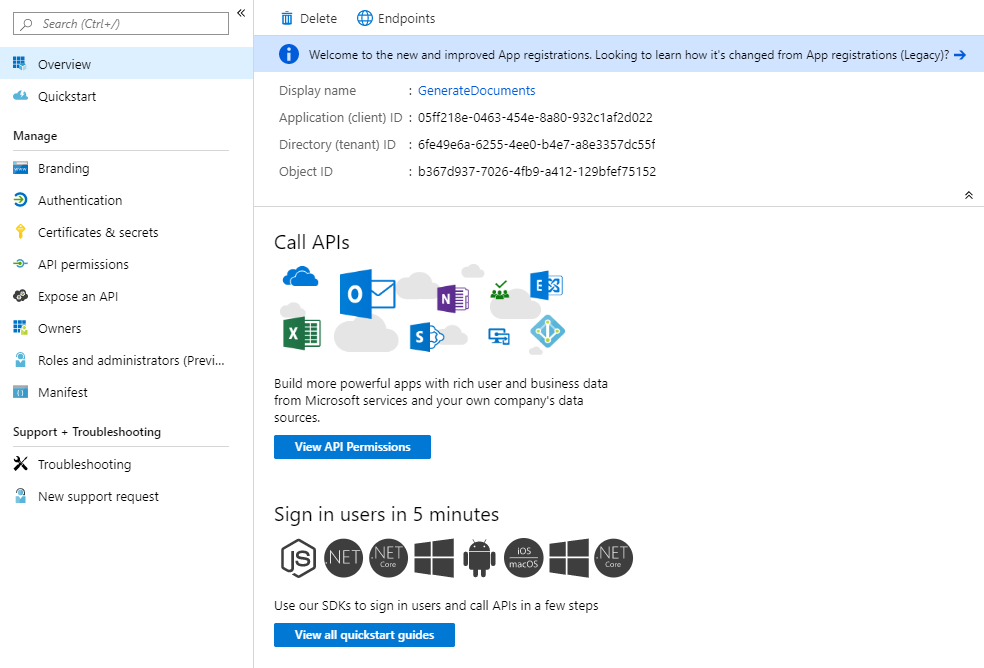 Search (Ctrl+/)
«
Overview
Quickstart
Manage
Branding
Authentication
Certificates & secrets
API permissions
Expose an API
Owners
Roles and administrators (Previ...
Manifest
Support + Troubleshooting
Troubleshooting
New support request
Delete
Endpoints
Welcome to the new and improved App registrations. Looking to learn how it's changed from App registrations (Legacy)? →
Display name : GenerateDocuments
Application (client) ID : 05ff218e-0463-454e-8a80-932c1af2d022
Directory (tenant) ID : 6fe49e6a-6255-4ee0-b4e7-a8e3357dc55f
Object ID : b367d937-7026-4fb9-a412-129bfef75152
Call APIs
O
N
E
X
S
Build more powerful apps with rich user and business data
from Microsoft services and your own company's data
sources.
View API Permissions
Sign in users in 5 minutes
JS
.NET
.NET
Core
iOS
macOS
.NET
Core
Use our SDKs to sign in users and call APIs in a few steps
View all quickstart guides